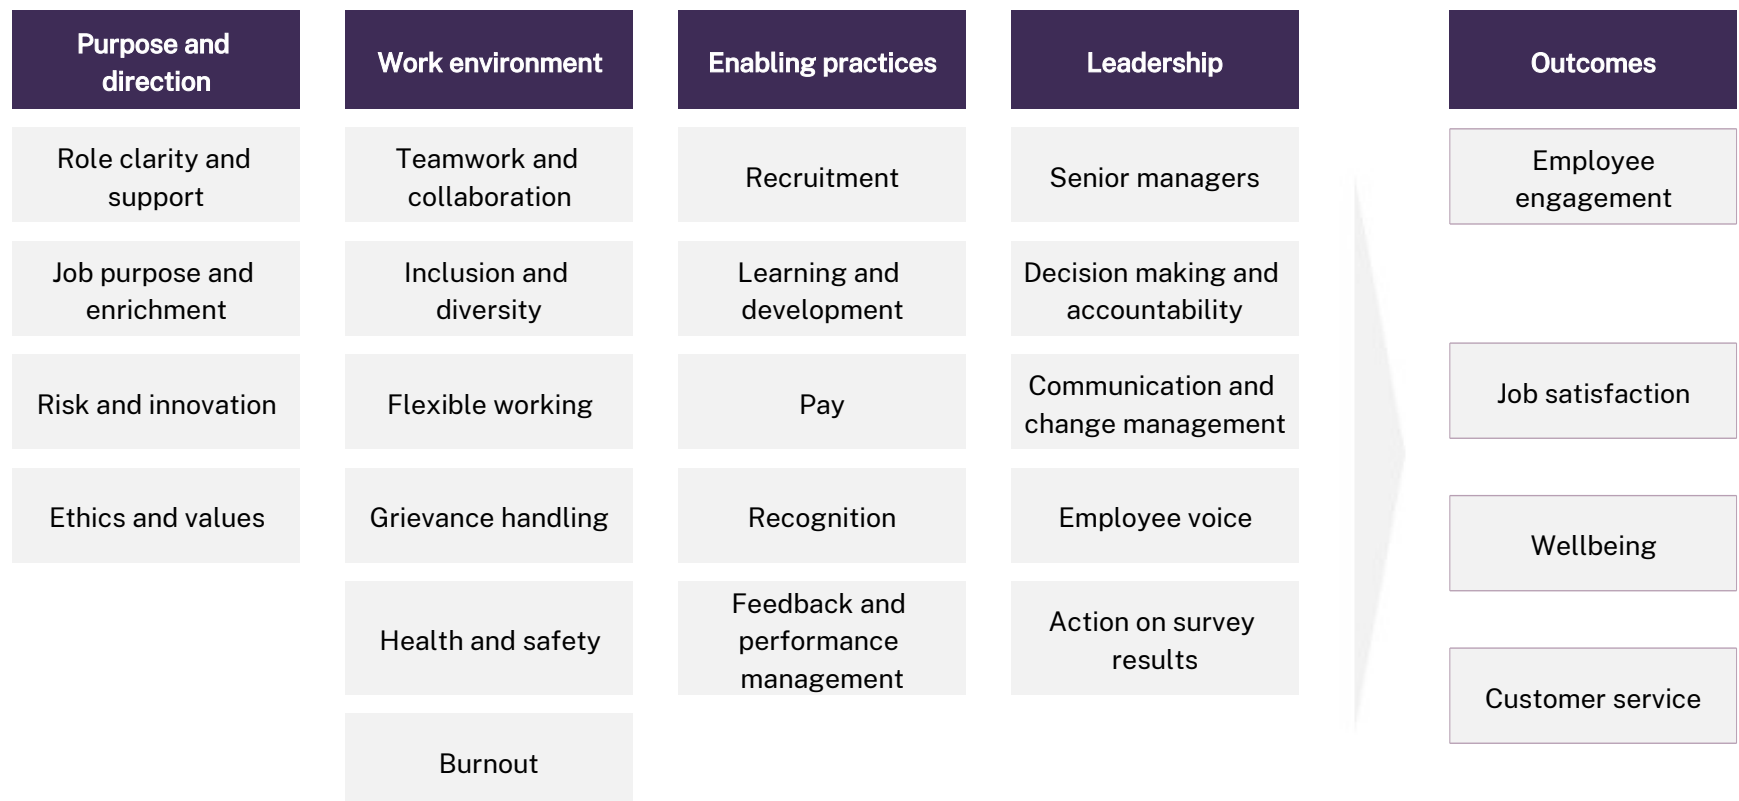 Purpose and
direction
Role clarity and
support
Job purpose and
enrichment
Risk and innovation
Ethics and values
Work environment
Teamwork and
collaboration
Inclusion and
diversity
Flexible working
Grievance handling
Health and safety
Burnout
Enabling practices
Recruitment
Learning and
development
Pay
Recognition
Feedback and
performance
management
Leadership
Senior managers
Decision making and
accountability
Communication and
change management
Employee voice
Action on survey
results
Outcomes
Employee
engagement
Job satisfaction
Wellbeing
Customer service